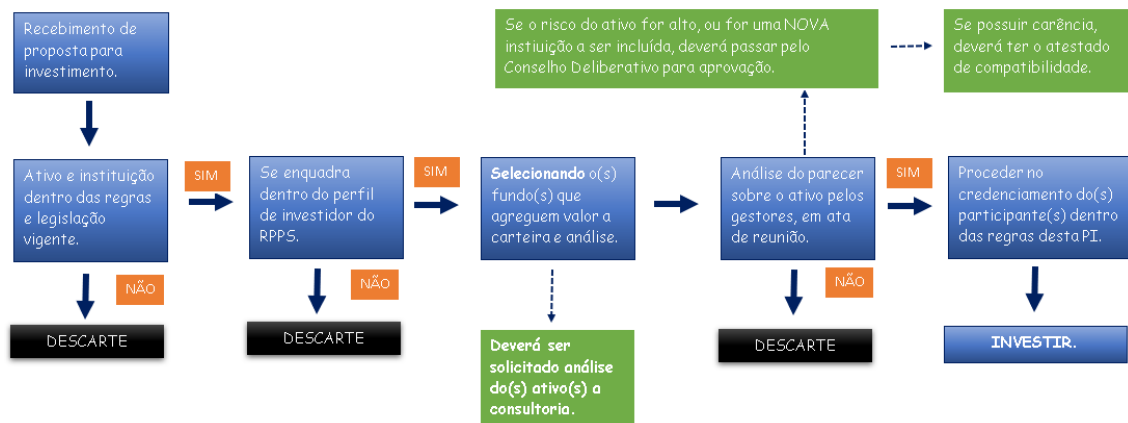 Recebimento de
proposta para
investimento.
Se o risco do ativo for alto, ou for uma NOVA
instiuição a ser incluída, deverá passar pelo
Conselho Deliberativo para aprovação.
Se possuir carência,
deverá ter o atestado
de compatibilidade.
Ativo e instituição
dentro das regras
e legislação
vigente.
SIM
Se enquadra
dentro do perfil
de investidor do
RPPS.
SIM
Selecionando o(s)
fundo(s) que
agreguem valor a
carteira e análise.
Análise do parecer
sobre o ativo pelos
gestores, em ata
de reunião.
SIM
Proceder no
credenciamento do(s)
participante(s) dentro
das regras desta PI.
NÃO
NÃO
NÃO
DESCARTE
DESCARTE
Deverá ser
solicitado análise
do(s) ativo(s) a
consultoria.
DESCARTE
INVESTIR.